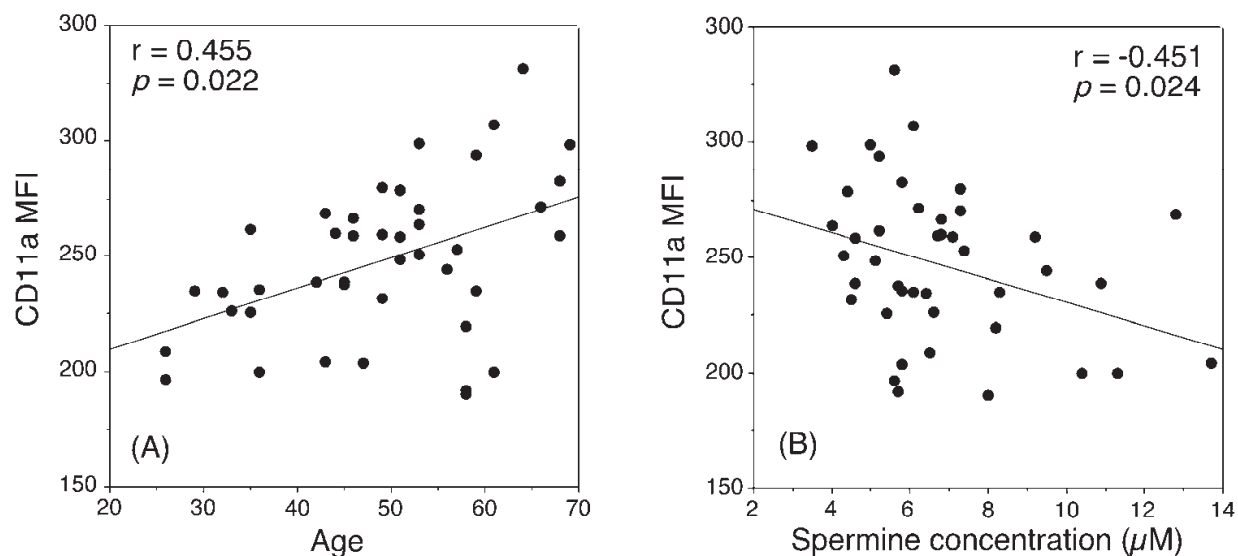 300
r = 0.455
p = 0.022
300
CD11a MFI
250
200
(A)
150
20 30 40 50 60 70
Age
300
r = -0.451
p = 0.024
300
CD11a MFI
250
200
(B)
150
2 4 6 8 10 12 14
Spermine concentration (µM)